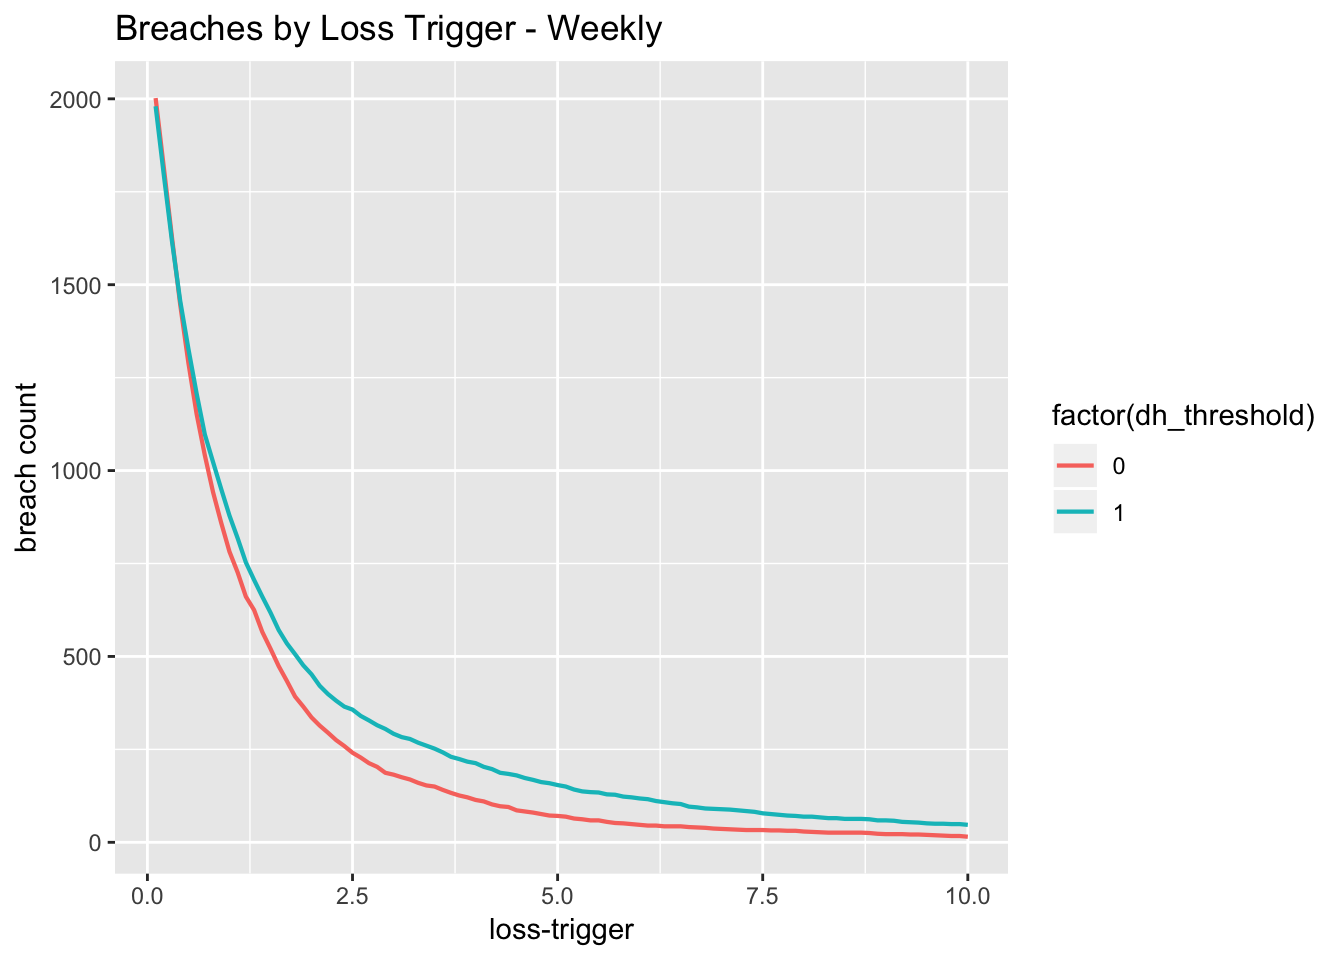 Breaches by Loss Trigger - Weekly
breach count
2000
1500
1000
500
0
0.0 2.5 5.0 7.5 10.0
loss-trigger
factor(dh_threshold)
0
1